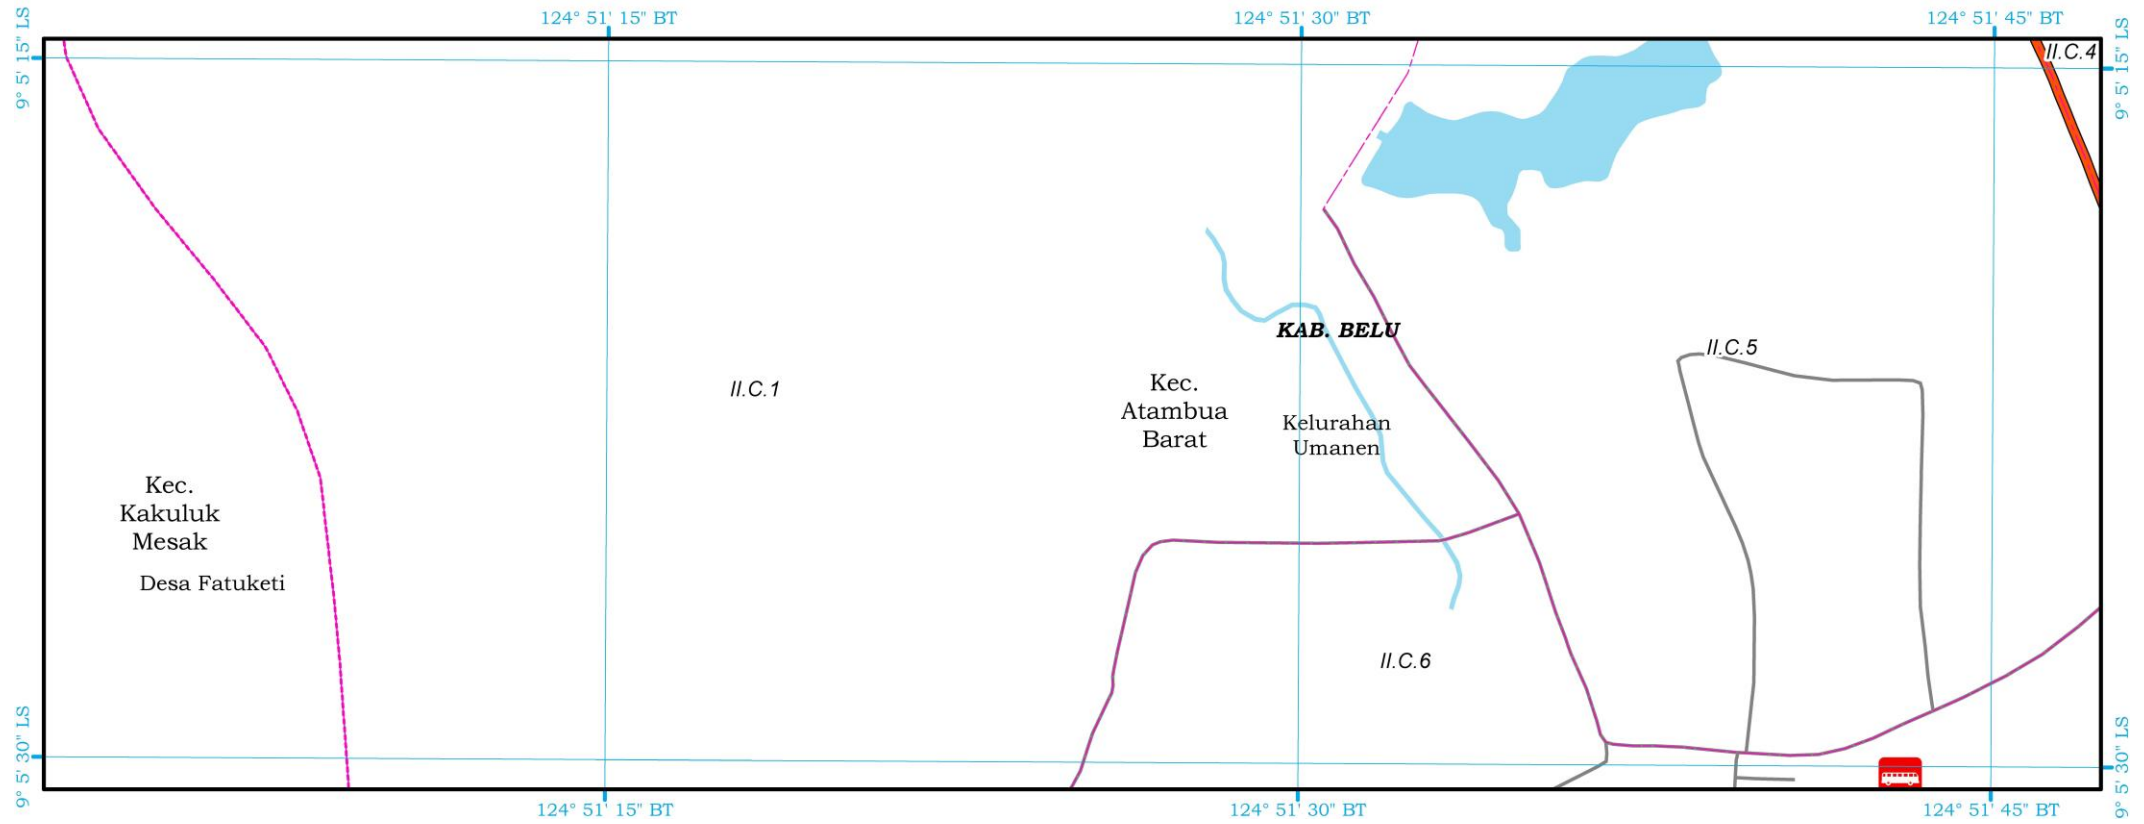 124° 51' 15" BT
124° 51' 30" BT
124° 51' 45" BT
9° 5' 15" LS
9° 5' 15" LS
II.C.4
KAB. BELU
II.C.5
II.C.1
Kec.
Atambua
Barat
Kelurahan
Umanen
Kec.
Kakuluk
Mesak
Desa Fatuketi
II.C.6
9° 5' 30" LS
9° 5' 30" LS
124° 51' 15" BT
124° 51' 30" BT
124° 51' 45" BT